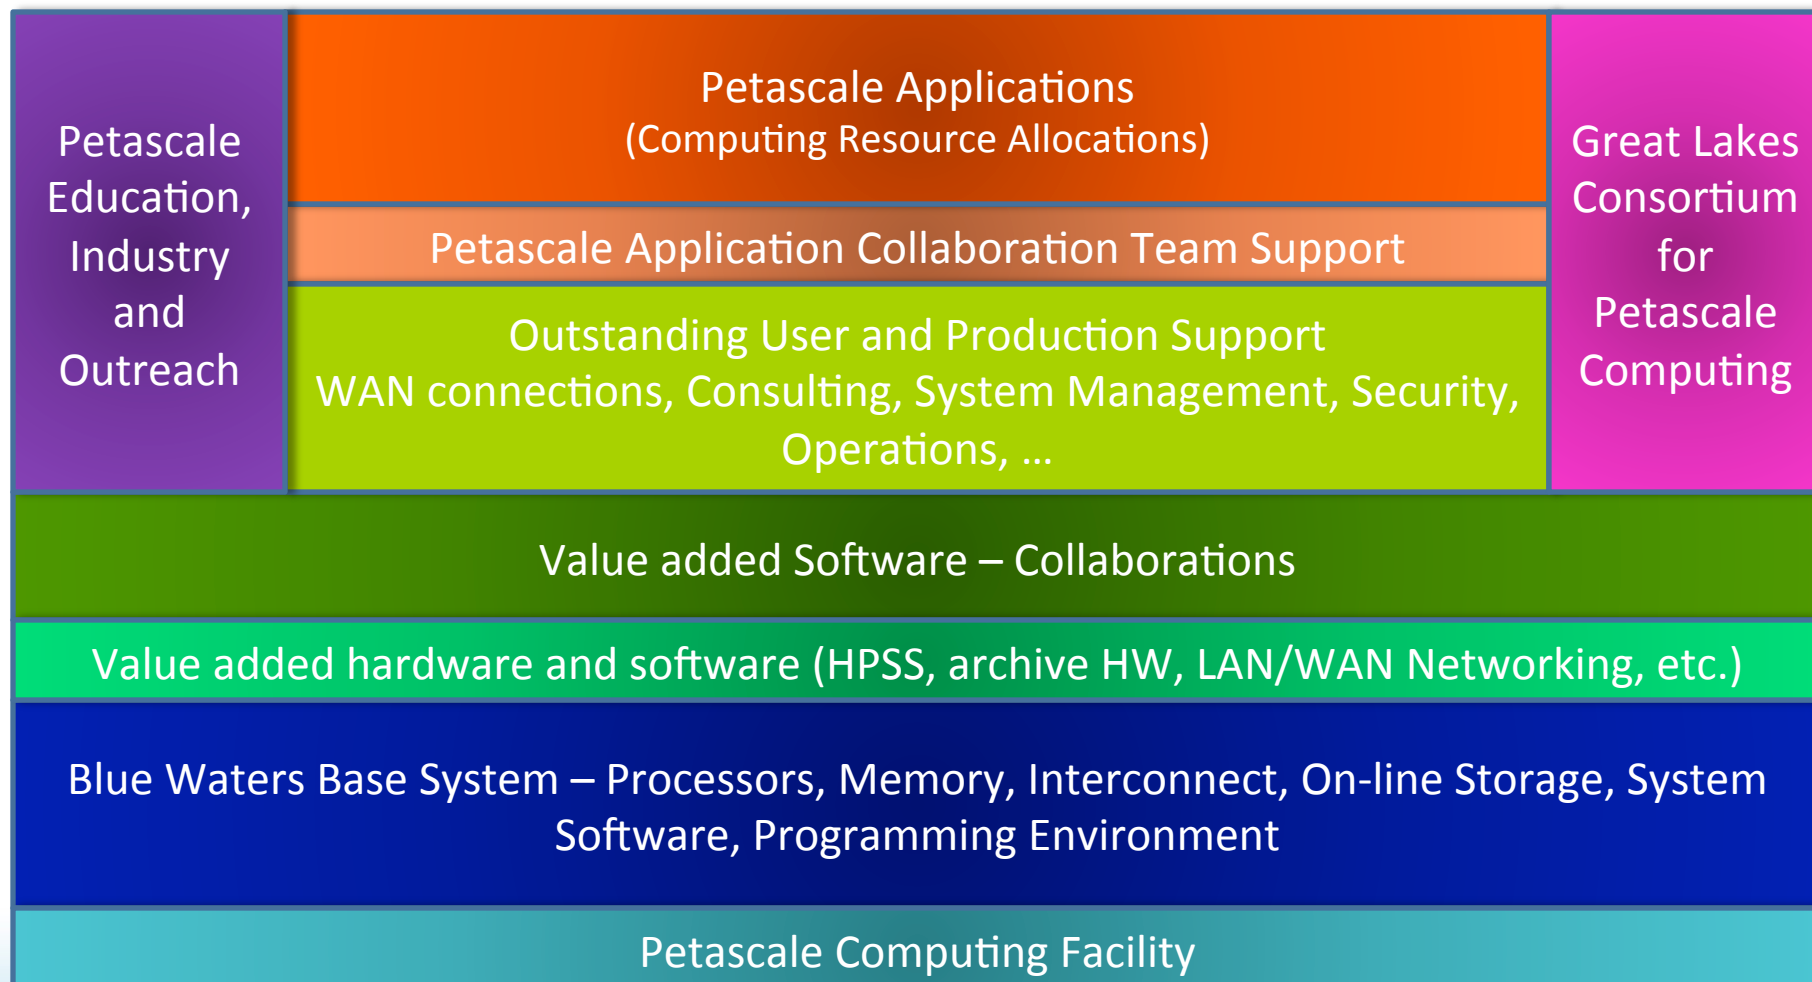 Petascale
Education,
Industry
and
Outreach
Petascale Applications
(Computing Resource Allocations)
Petascale Application Collaboration Team Support
Outstanding User and Production Support
WAN connections, Consulting, System Management, Security,
Operations, …
Great Lakes
Consortium
for
Petascale
Computing
Value added Software – Collaborations
Value added hardware and software (HPSS, archive HW, LAN/WAN Networking, etc.)
Blue Waters Base System – Processors, Memory, Interconnect, On-line Storage, System
Software, Programming Environment
Petascale Computing Facility